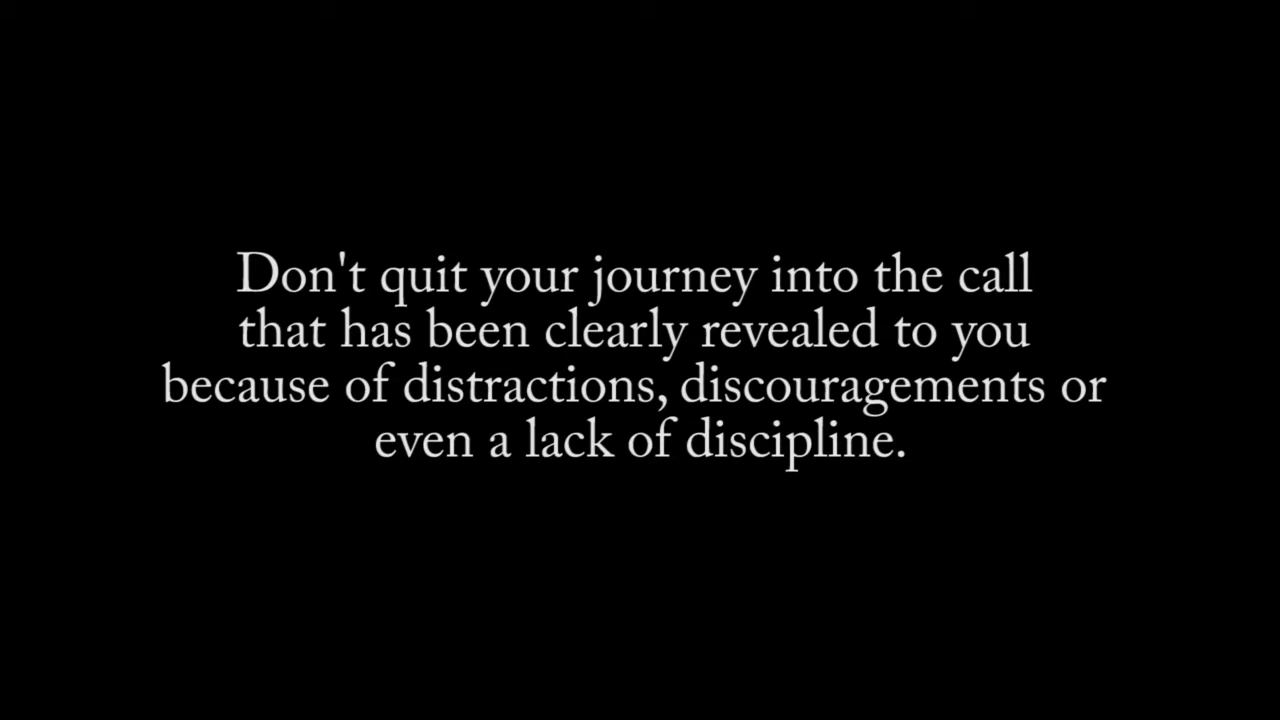 Don't quit your journey into the call
that has been clearly revealed to you
because of distractions, discouragements or
even a lack of discipline.